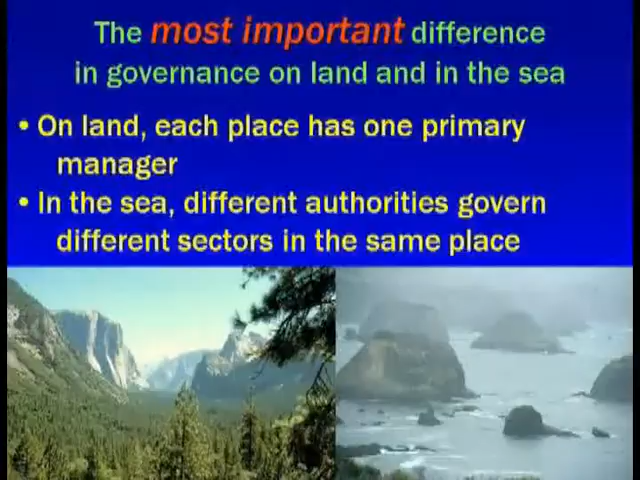 The most important difference
in governance on land and in the sea
• On land, each place has one primary
manager
• In the sea, different authorities govern
different sectors in the same place